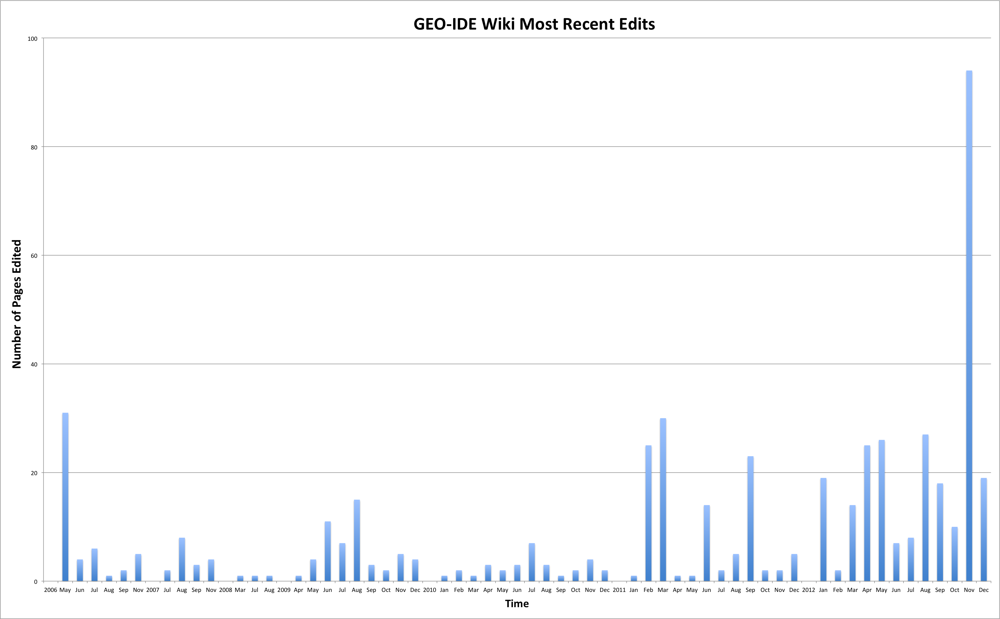 GEO-IDE Wiki Most Recent Edits
100
80
60
40
20
0
Number of Pages Edited
2006 May Jun Jul Aug Sep Nov 2007 Jul Aug Sep Nov 2008 Mar Jul Aug 2009 Apr May Jun Jul Aug Sep Oct Nov Dec 2010 Jan Feb Mar Apr May Jun Jul Aug Sep Oct Nov Dec 2011 Jan Feb Mar Apr May Jun Jul Aug Sep Oct Nov Dec 2012 Jan Feb Mar Apr May Jun Jul Aug Sep Oct Nov Dec
Time